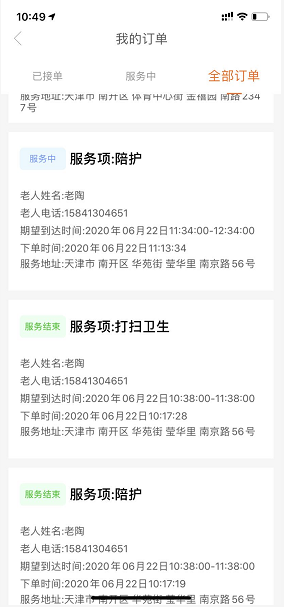 10:49
我的订单
已接单 服务中 全部订单
服务地址:天津市 南开区 体育中心街 金禧园 南路 234
7号
服务中 服务项:陪护
老人姓名:老陶
老人电话:15841304651
期望到达时间:2020年06月22日11:34:00-12:34:00
下单时间:2020年06月22日11:13:34
服务地址:天津市 南开区 华苑街 莹华里 南京路56号
服务结束 服务项:打扫卫生
老人姓名:老陶
老人电话:15841304651
期望到达时间:2020年06月22日10:38:00-11:38:00
下单时间:2020年06月22日10:17:28
服务地址:天津市 南开区 华苑街 莹华里 南京路56号
服务结束 服务项:陪护
老人姓名:老陶
老人电话:15841304651
期望到达时间:2020年06月22日10:38:00-11:38:00
下单时间:2020年06月22日10:17:19
服务地址:天津市 南开区 华苑街 莹华里 南京路56号